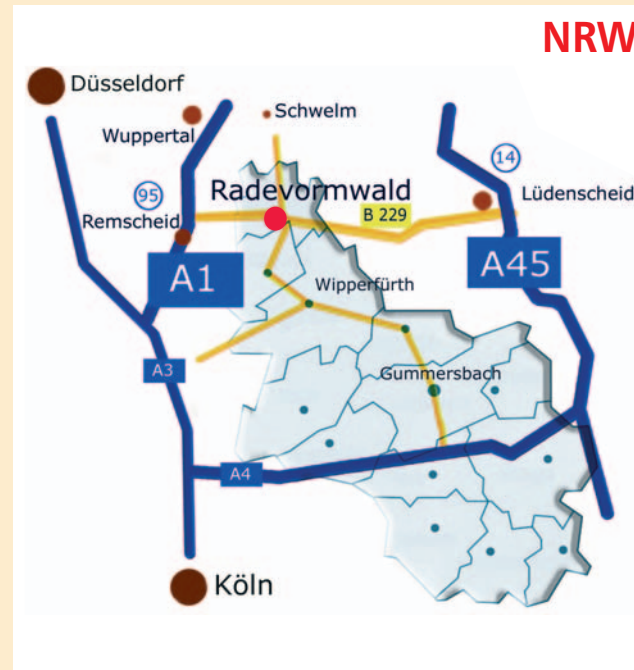 NRW
Düsseldorf
Schwelm
Wuppertal
14
95
Radevormwald
Lüdenscheid
Remscheid
B 229
A1
A45
Wipperfürth
A3
Gummersbach
A4
Köln